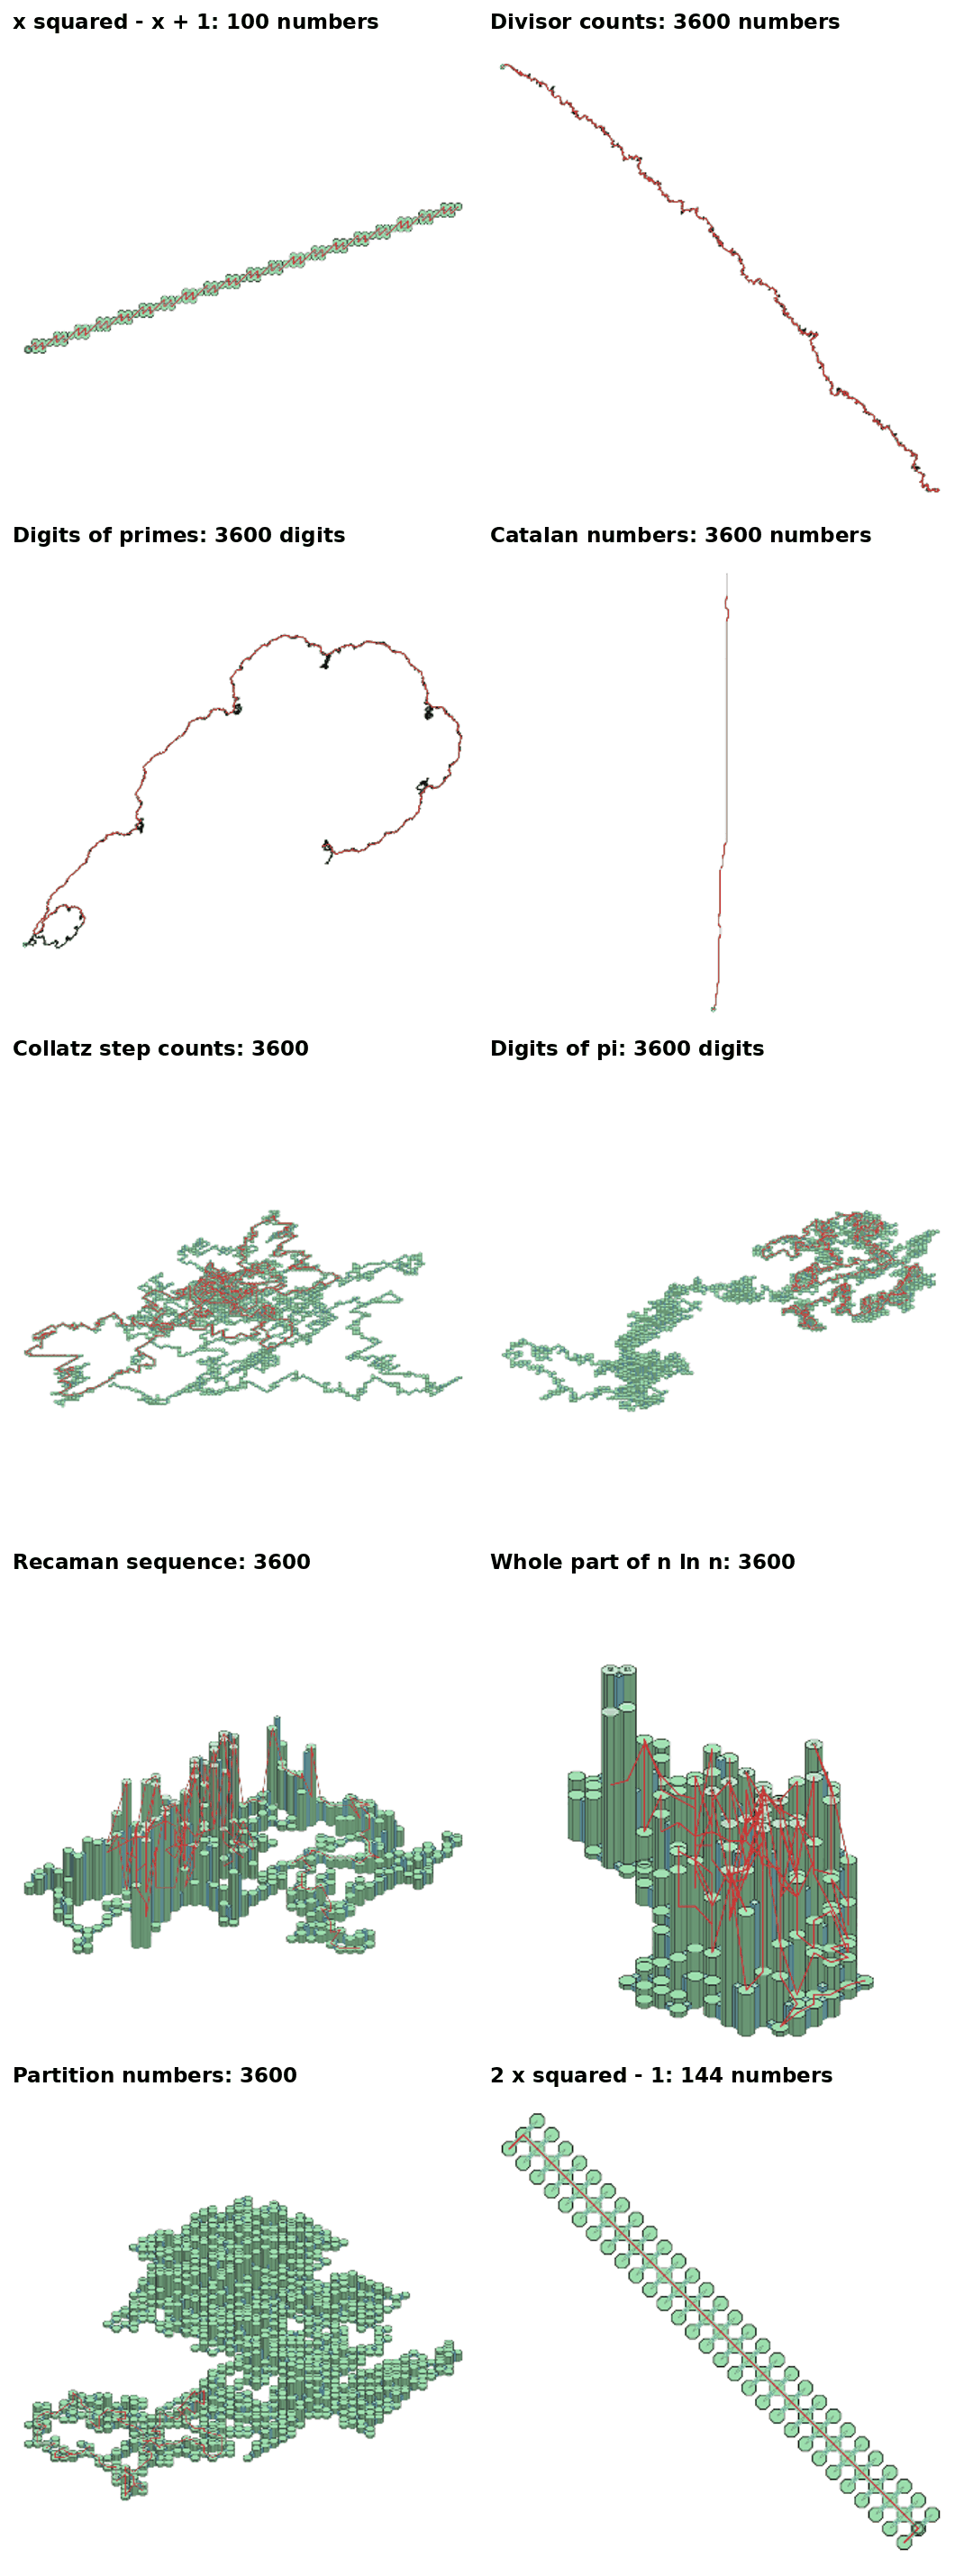 x squared - x + 1: 100 numbers
Divisor counts: 3600 numbers
Digits of primes: 3600 digits
Catalan numbers: 3600 numbers
Collatz step counts: 3600
Digits of pi: 3600 digits
Recaman sequence: 3600
Whole part of n ln n: 3600
Partition numbers: 3600
2 x squared - 1: 144 numbers